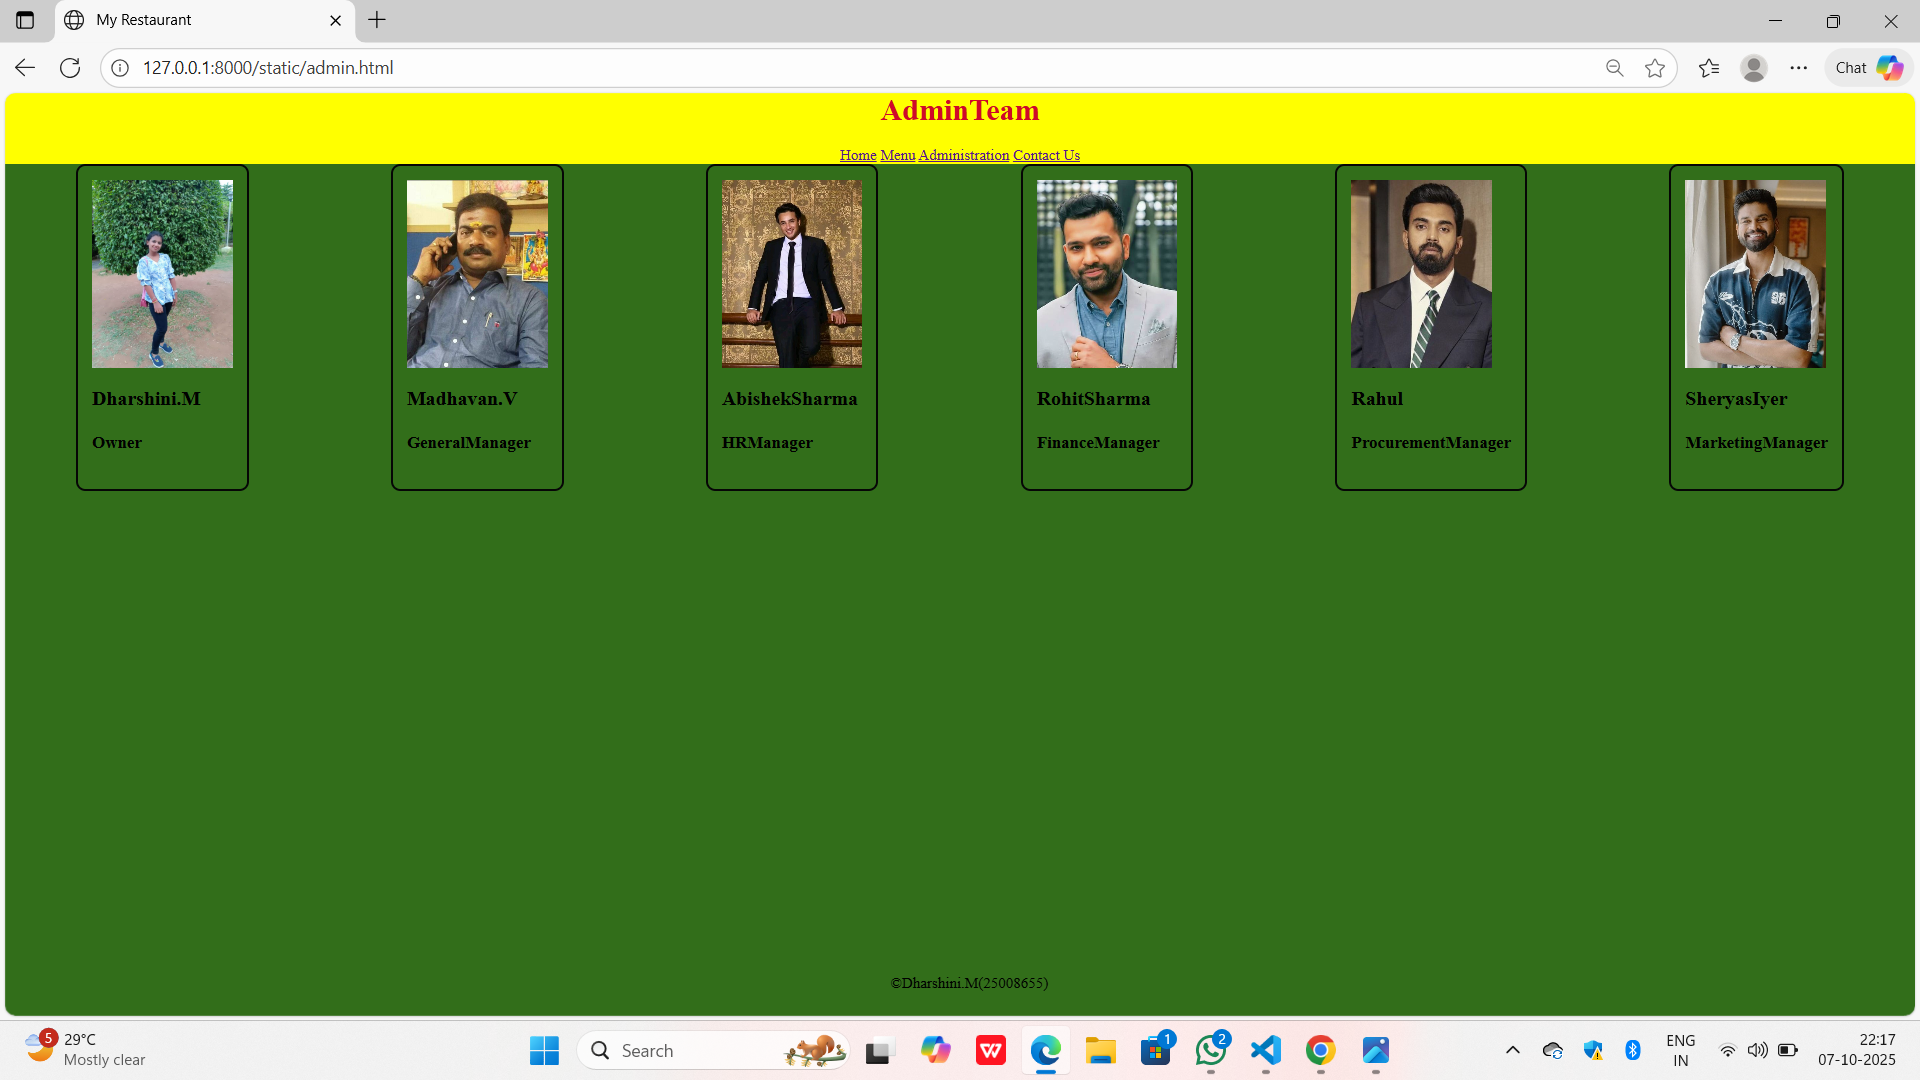 My Restaurant
127.0.0.1:8000/static/admin.html
Chat
AdminTeam
Home Menu Administration Contact Us
Dharshini.M
Owner
Madhavan.V
GeneralManager
AbishekSharma
HRManager
RohitSharma
FinanceManager
Rahul
ProcurementManager
SheryasIyer
MarketingManager
©Dharshini.M(25008655)
5
29°C
Mostly clear
Search
1
2
ENG
IN
22:17
07-10-2025